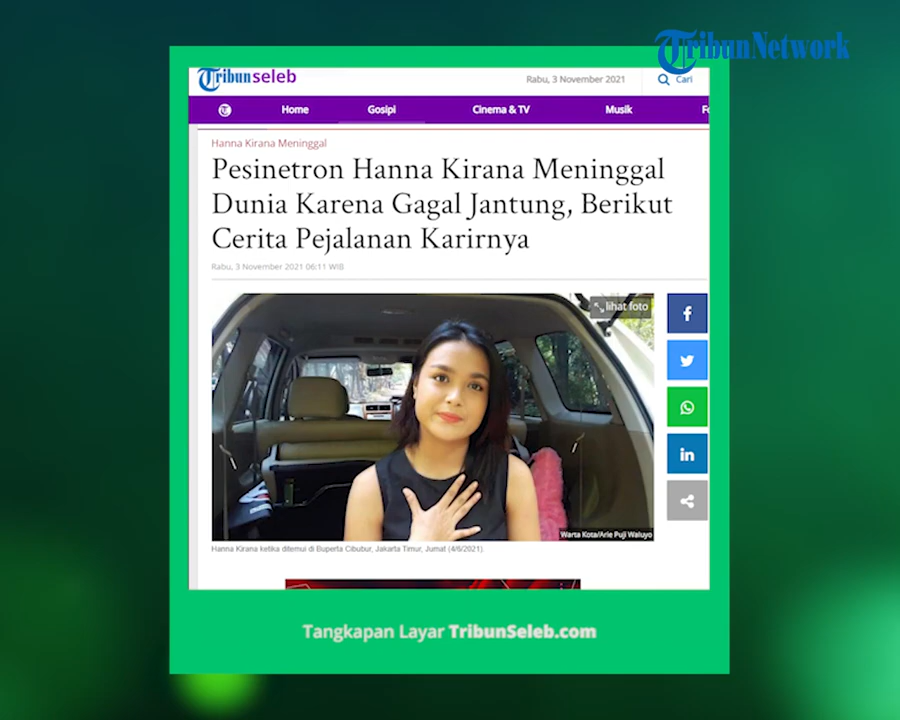 TribunNetwork
Tribunseleb
Rabu, 3 November 2021
Cari
Home Gosipi Cinema & TV Musik
Hanna Kirana Meninggal
Pesinetron Hanna Kirana Meninggal
Dunia Karena Gagal Jantung, Berikut
Cerita Pejalanan Karirnya
Rabu, 3 November 2021 06:11 WIB
lihat foto
Warta Kota/Arie Puji Waluyo
Hanna Kirana ketika ditemui di Buperta Cibubur, Jakarta Timur, Jumat (4/6/2021).
Tangkapan Layar TribunSeleb.com